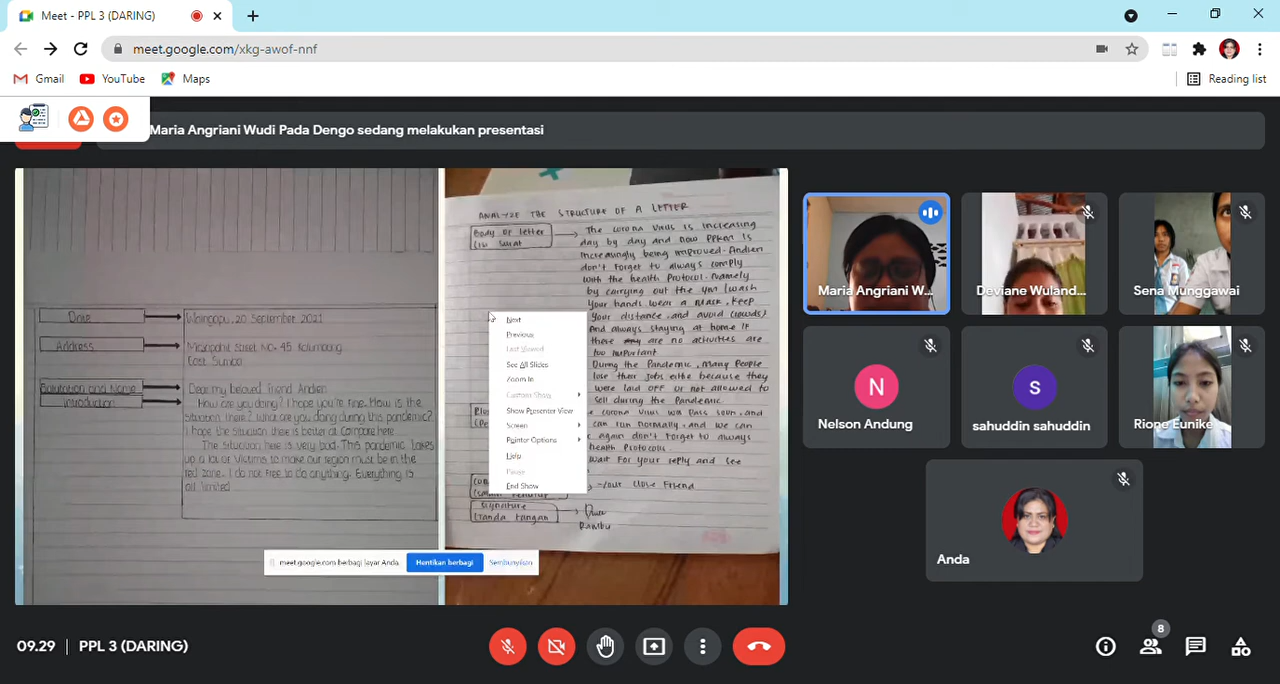 Meet - PPL 3 (DARING)
meet.google.com/xkg-awof-nnf
Gmail
YouTube
Maps
Reading list
Maria Angriani Wudi Pada Dengo sedang melakukan presentasi
Date
Waingapu, 20 September 2021
Address
Street No. 45 Kalumbang
East Sumba
Salutation and Name
Dear my beloved Friend Andien
Introduction
How are you doing? I hope you're fine. How is the
situation there? What are you doing during this pandemic?
I hope the situation there is better at compare here
The situation here is very bad. This pandemic takes
up a lot of victims to make our region must be in the
red zone. I do not free to do anything. Everything is
all limited
ANALYZE THE STRUCTURE OF A LETTER
Body of letter
(Isi surat
The corona virus is increasing
day by day and now PPKM is
increasingly being improved. Andien
don't forget to always comply
with the health Protocol. Namely
by carrying out the 4m (wash
your hands wear a mask, keep
your distance, and avoid crowds)
And always staying at home if
there are no activities are
too important
During the Pandemic, Many People
lose their jobs because they
were laid off or not allowed to
sell during the Pandemic
corona virus will Pass soon, and
can run normally, and we can
again don't forget to always
health Protocols.
wait for your reply and see
Your close Friend
Signature
(Tanda tangan
Rambu
Next
Previous
Last Viewed
See All Slides
Zoom In
Custom Show
Show Presenter View
Screen
Pointer Options
Help
Pause
End Show
meet.google.com berbagi layar Anda.
Hentikan berbagi
Sembunyikan
Maria Angriani W...
Deviane Wuland...
Sena Munggawai
N
Nelson Andung
S
sahuddin sahuddin
Rione Eunike
Anda
09.29
PPL 3 (DARING)
8